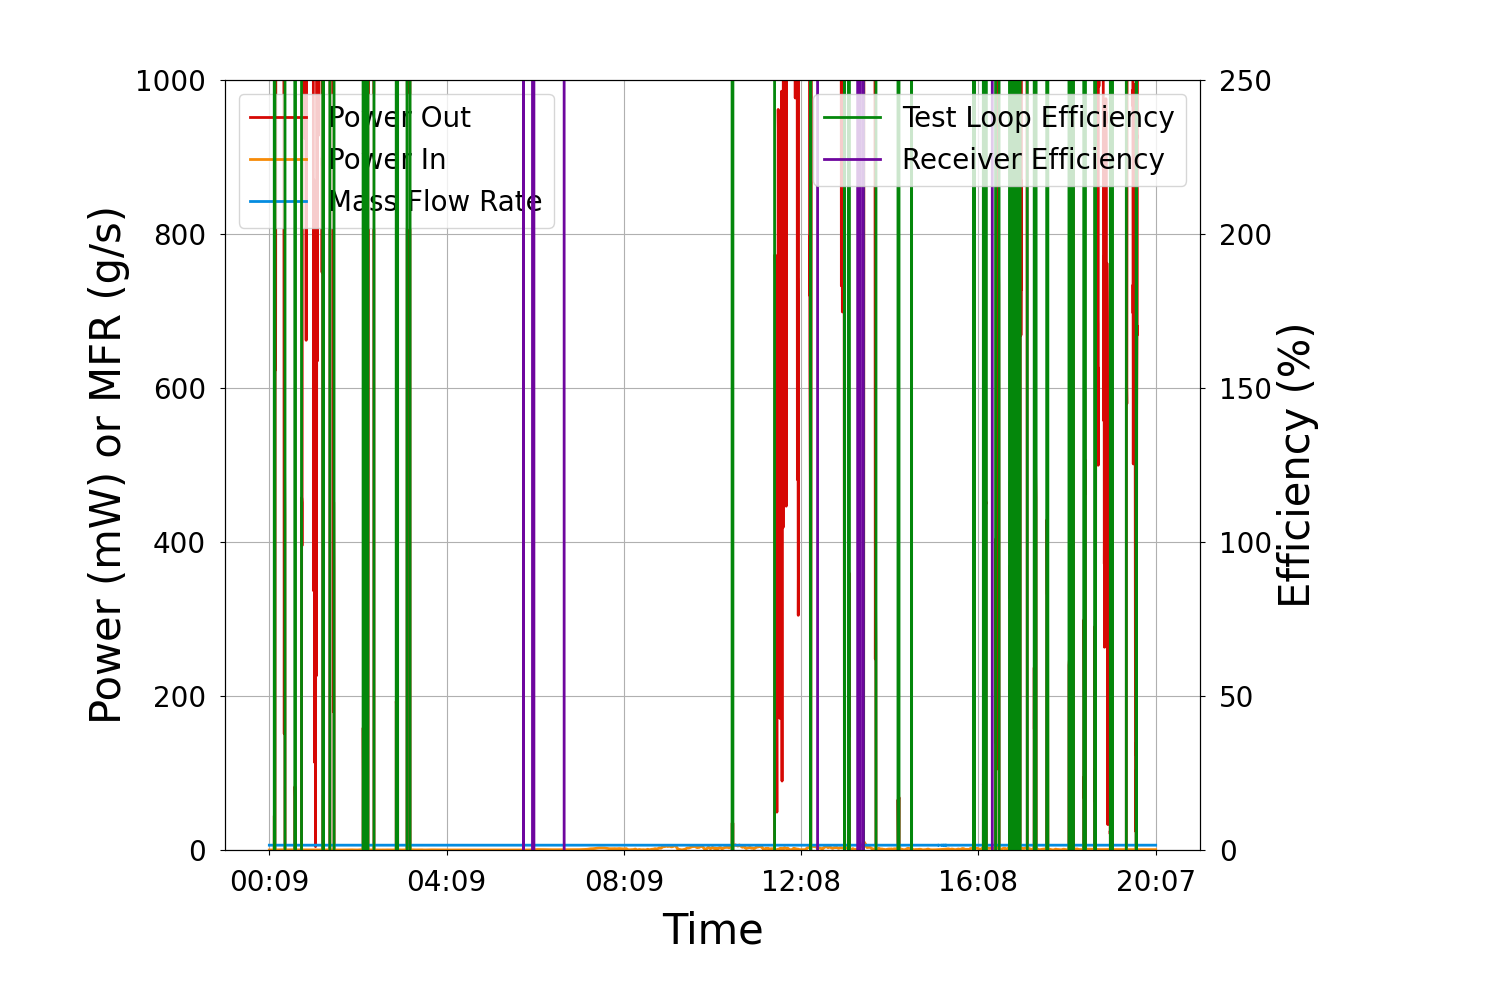 1000
800
600
400
200
0
Power (mW) or MFR (g/s)
Power Out
Power In
Mass Flow Rate
Test Loop Efficiency
Receiver Efficiency
250
200
150
100
50
0
Efficiency (%)
00:09 04:09 08:09 12:08 16:08 20:07
Time